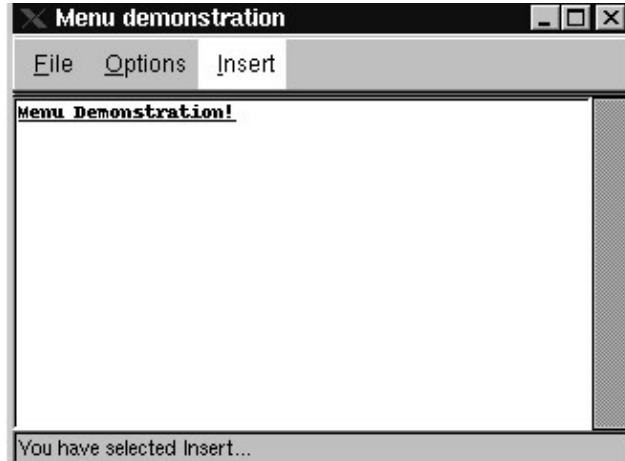 Menu demonstration
File Options Insert
Menu Demonstration!
You have selected Insert...